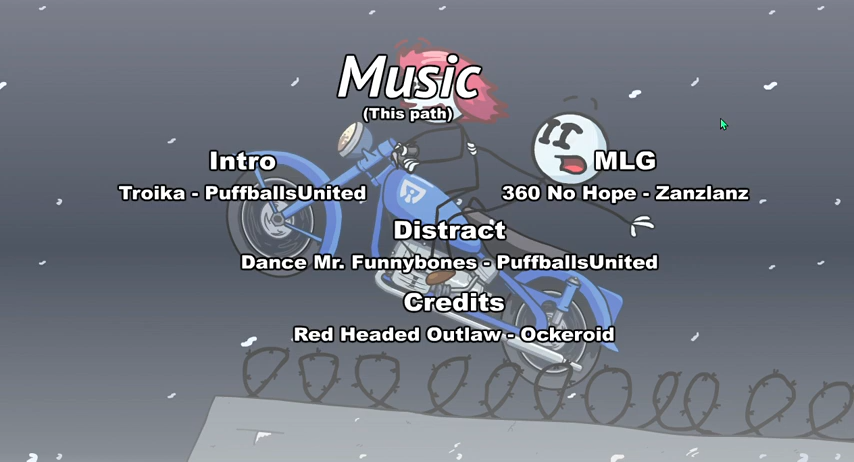 Music
(This path)
Intro
Troika - PuffballsUnited
MLG
360 No Hope - Zanzlanz
Distract
Dance Mr. Funnybones - PuffballsUnited
Credits
Red Headed Outlaw - Ockeroid